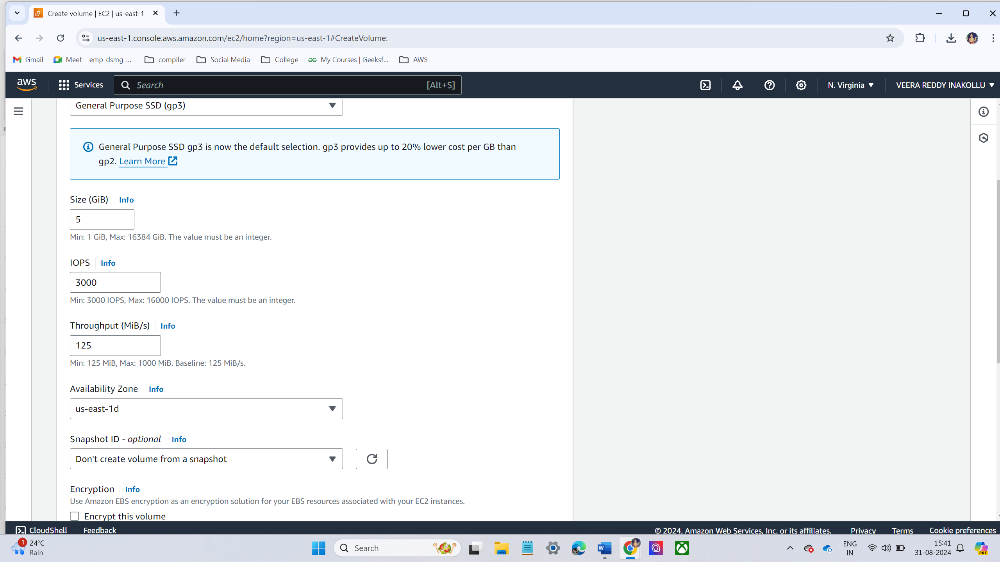 Create volume | EC2 | us-east-1
us-east-1.console.aws.amazon.com/ec2/home?region=us-east-1#CreateVolume:
Gmail Meet – emp-dsmg-... compiler Social Media College My Courses | Geeksf... AWS
aws Services Search [Alt+S] N. Virginia VEERA REDDY INAKOLLU
General Purpose SSD (gp3)
General Purpose SSD gp3 is now the default selection. gp3 provides up to 20% lower cost per GB than
gp2. Learn More
Size (GiB) Info
5
Min: 1 GiB, Max: 16384 GiB. The value must be an integer.
IOPS Info
3000
Min: 3000 IOPS, Max: 16000 IOPS. The value must be an integer.
Throughput (MiB/s) Info
125
Min: 125 MiB, Max: 1000 MiB. Baseline: 125 MiB/s.
Availability Zone Info
us-east-1d
Snapshot ID - optional Info
Don't create volume from a snapshot
Encryption Info
Use Amazon EBS encryption as an encryption solution for your EBS resources associated with your EC2 instances.
Encrypt this volume
CloudShell Feedback © 2024, Amazon Web Services, Inc. or its affiliates. Privacy Terms Cookie preferences
1 24°C Search ENG 15:41
Rain IN 31-08-2024 PRE